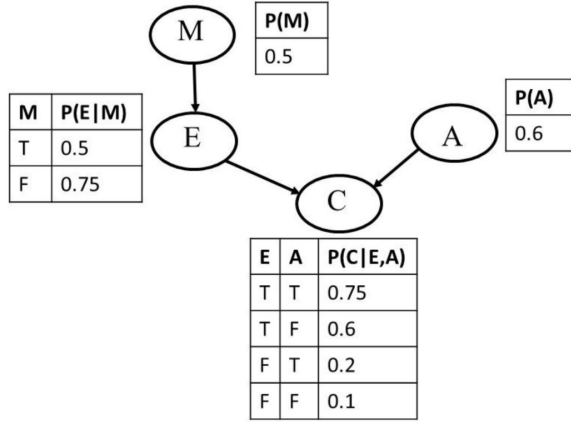 M
P(M)
0.5
M P(E|M)
T 0.5
F 0.75
E
A
P(A)
0.6
C
E A P(C|E,A)
T T 0.75
T F 0.6
F T 0.2
F F 0.1